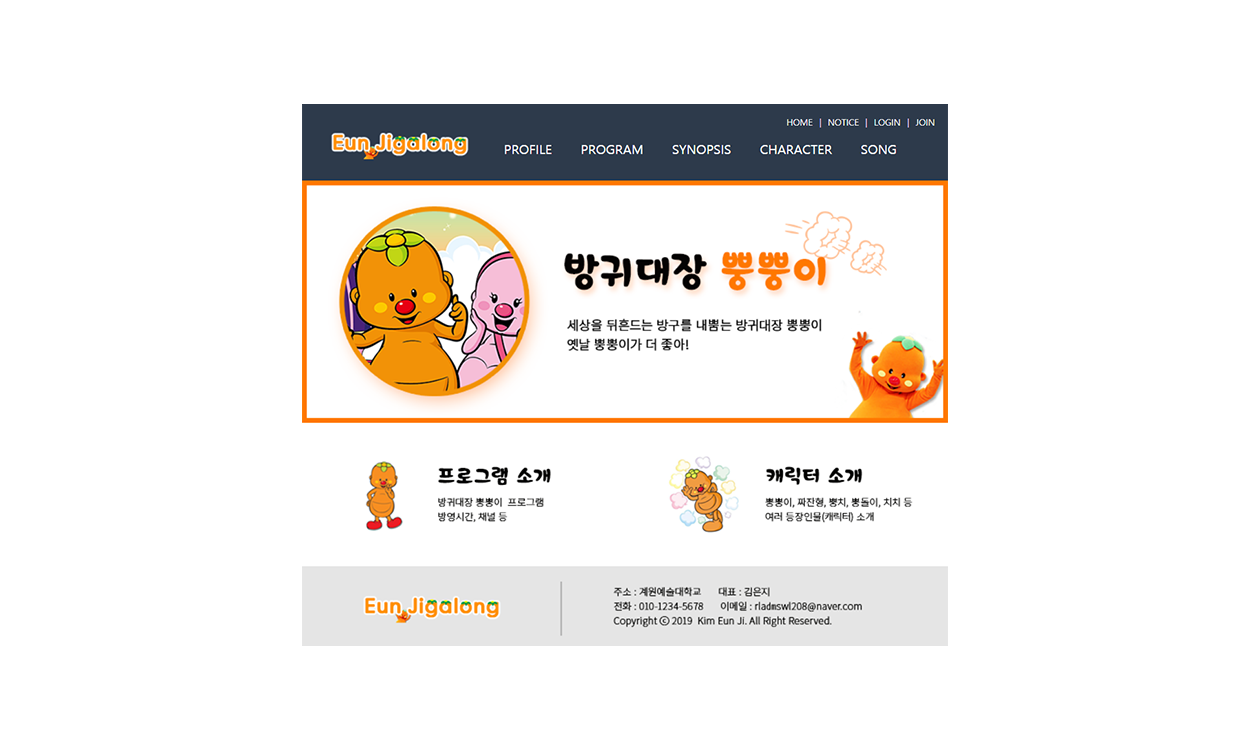 HOME | NOTICE | LOGIN | JOIN
Eun Jigalong
PROFILE PROGRAM SYNOPSIS CHARACTER SONG
방귀대장 뿡뿡이
세상을 뒤흔드는 방구를 내뿜는 방귀대장 뿡뿡이
옛날 뿡뿡이가 더 좋아!
프로그램 소개
방귀대장 뿡뿡이 프로그램
방영시간, 채널 등
캐릭터 소개
뿡뿡이, 짜잔형, 뿡치, 뿡돌이, 치치 등
여러 등장인물(캐릭터) 소개
Eun Jigalong
주소 : 계원예술대학교 대표 : 김은지
전화 : 010-1234-5678 이메일 : rladmswl208@naver.com
Copyright ⓒ 2019 Kim Eun Ji. All Right Reserved.